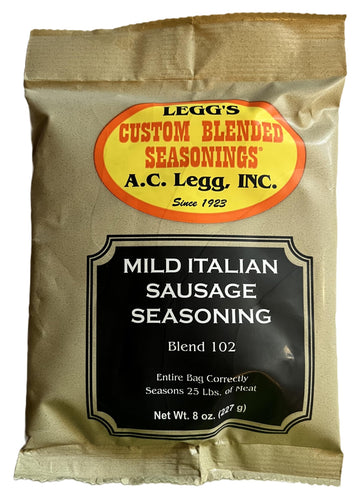 LEGG'S
CUSTOM BLENDED
SEASONINGS®
A.C. Legg, INC.
Since 1923
MILD ITALIAN
SAUSAGE
SEASONING
Blend 102
Entire Bag Correctly
Seasons 25 Lbs. of Meat
Net Wt. 8 oz. (227 g)